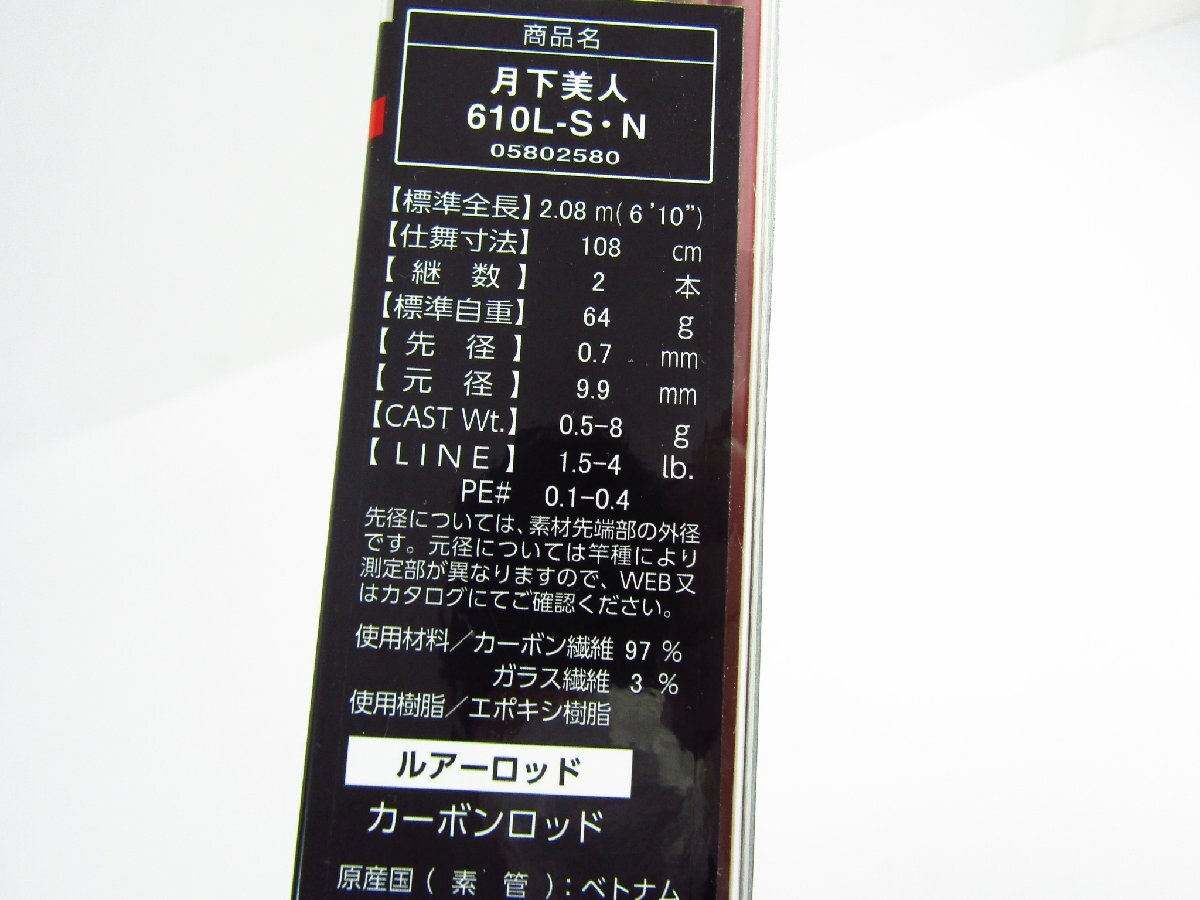 商品名
月下美人
610L-S・N
05802580
【標準全長】2.08 m(6'10")
【仕舞寸法】 108 cm
【継数】 2 本
【標準自重】 64 g
【先径】 0.7 mm
【元径】 9.9 mm
【CAST Wt.】 0.5-8 g
【LINE】 1.5-4 lb.
PE# 0.1-0.4
先径については、素材先端部の外径
です。元径については竿種により
測定部が異なりますので、WEB又
はカタログにてご確認ください。
使用材料/カーボン繊維 97 %
ガラス繊維 3 %
使用樹脂/エポキシ樹脂
ルアーロッド
カーボンロッド
原産国(素管):ベトナム